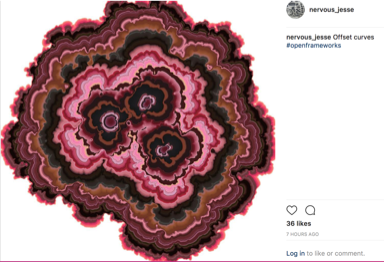 nervous_jesse
nervous_jesse Offset curves
#openframeworks
36 likes
7 HOURS AGO
Log in to like or comment.